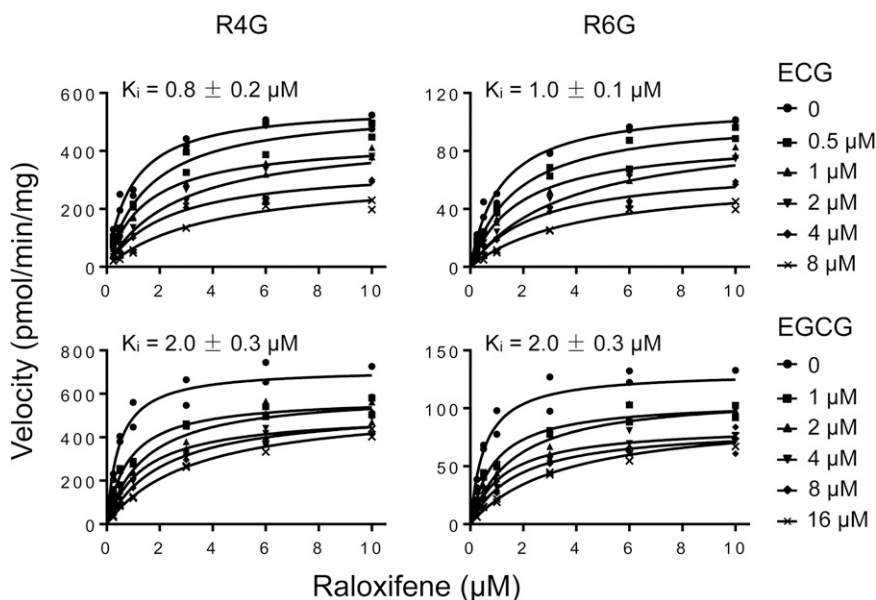 R4G
R6G
Kᵢ = 0.8 ± 0.2 µM
Kᵢ = 1.0 ± 0.1 µM
600
400
200
0
0 2 4 6 8 10
120
80
40
0
0 2 4 6 8 10
ECG
0
0.5 µM
1 µM
2 µM
4 µM
8 µM
Kᵢ = 2.0 ± 0.3 µM
Kᵢ = 2.0 ± 0.3 µM
800
600
400
200
0
0 2 4 6 8 10
150
100
50
0
0 2 4 6 8 10
EGCG
0
1 µM
2 µM
4 µM
8 µM
16 µM
Velocity (pmol/min/mg)
Raloxifene (µM)